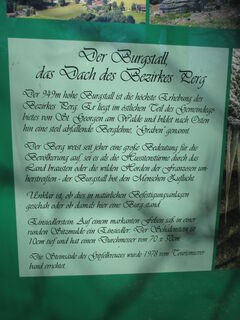 Der Burgstall,
das Dach des Bezirkes Perg
Der 949m hohe Burgstall ist die höchste Erhebung des
Bezirkes Perg. Er liegt im östlichen Teil des Gemeindege-
bietes von St. Georgen am Walde und bildet nach Osten
hin eine steil abfallende Berglehne, "Graben" genannt.
Der Berg weist seit jeher eine große Bedeutung für die
Bevölkerung auf, sei es als die Hussitenstürme durch das
Land brausten oder die wilden Horden der Franzosen um-
herstreiften - der Burgstall bot den Menschen Zuflucht.
Unklar ist, ob dies in natürlichen Befestigungsanlagen
geschah oder ob damals hier eine Burg stand.
Einsiedlerstein: Auf einem markanten Felsen saß in einer
runden Sitzmulde ein Einsiedler. Der Schalenstein ist
10cm tief und hat einen Durchmesser von 70 x 50cm.
Die Steinsäule des Gipfelkreuzes wurde 1978 vom Tourismusver-
band errichtet.